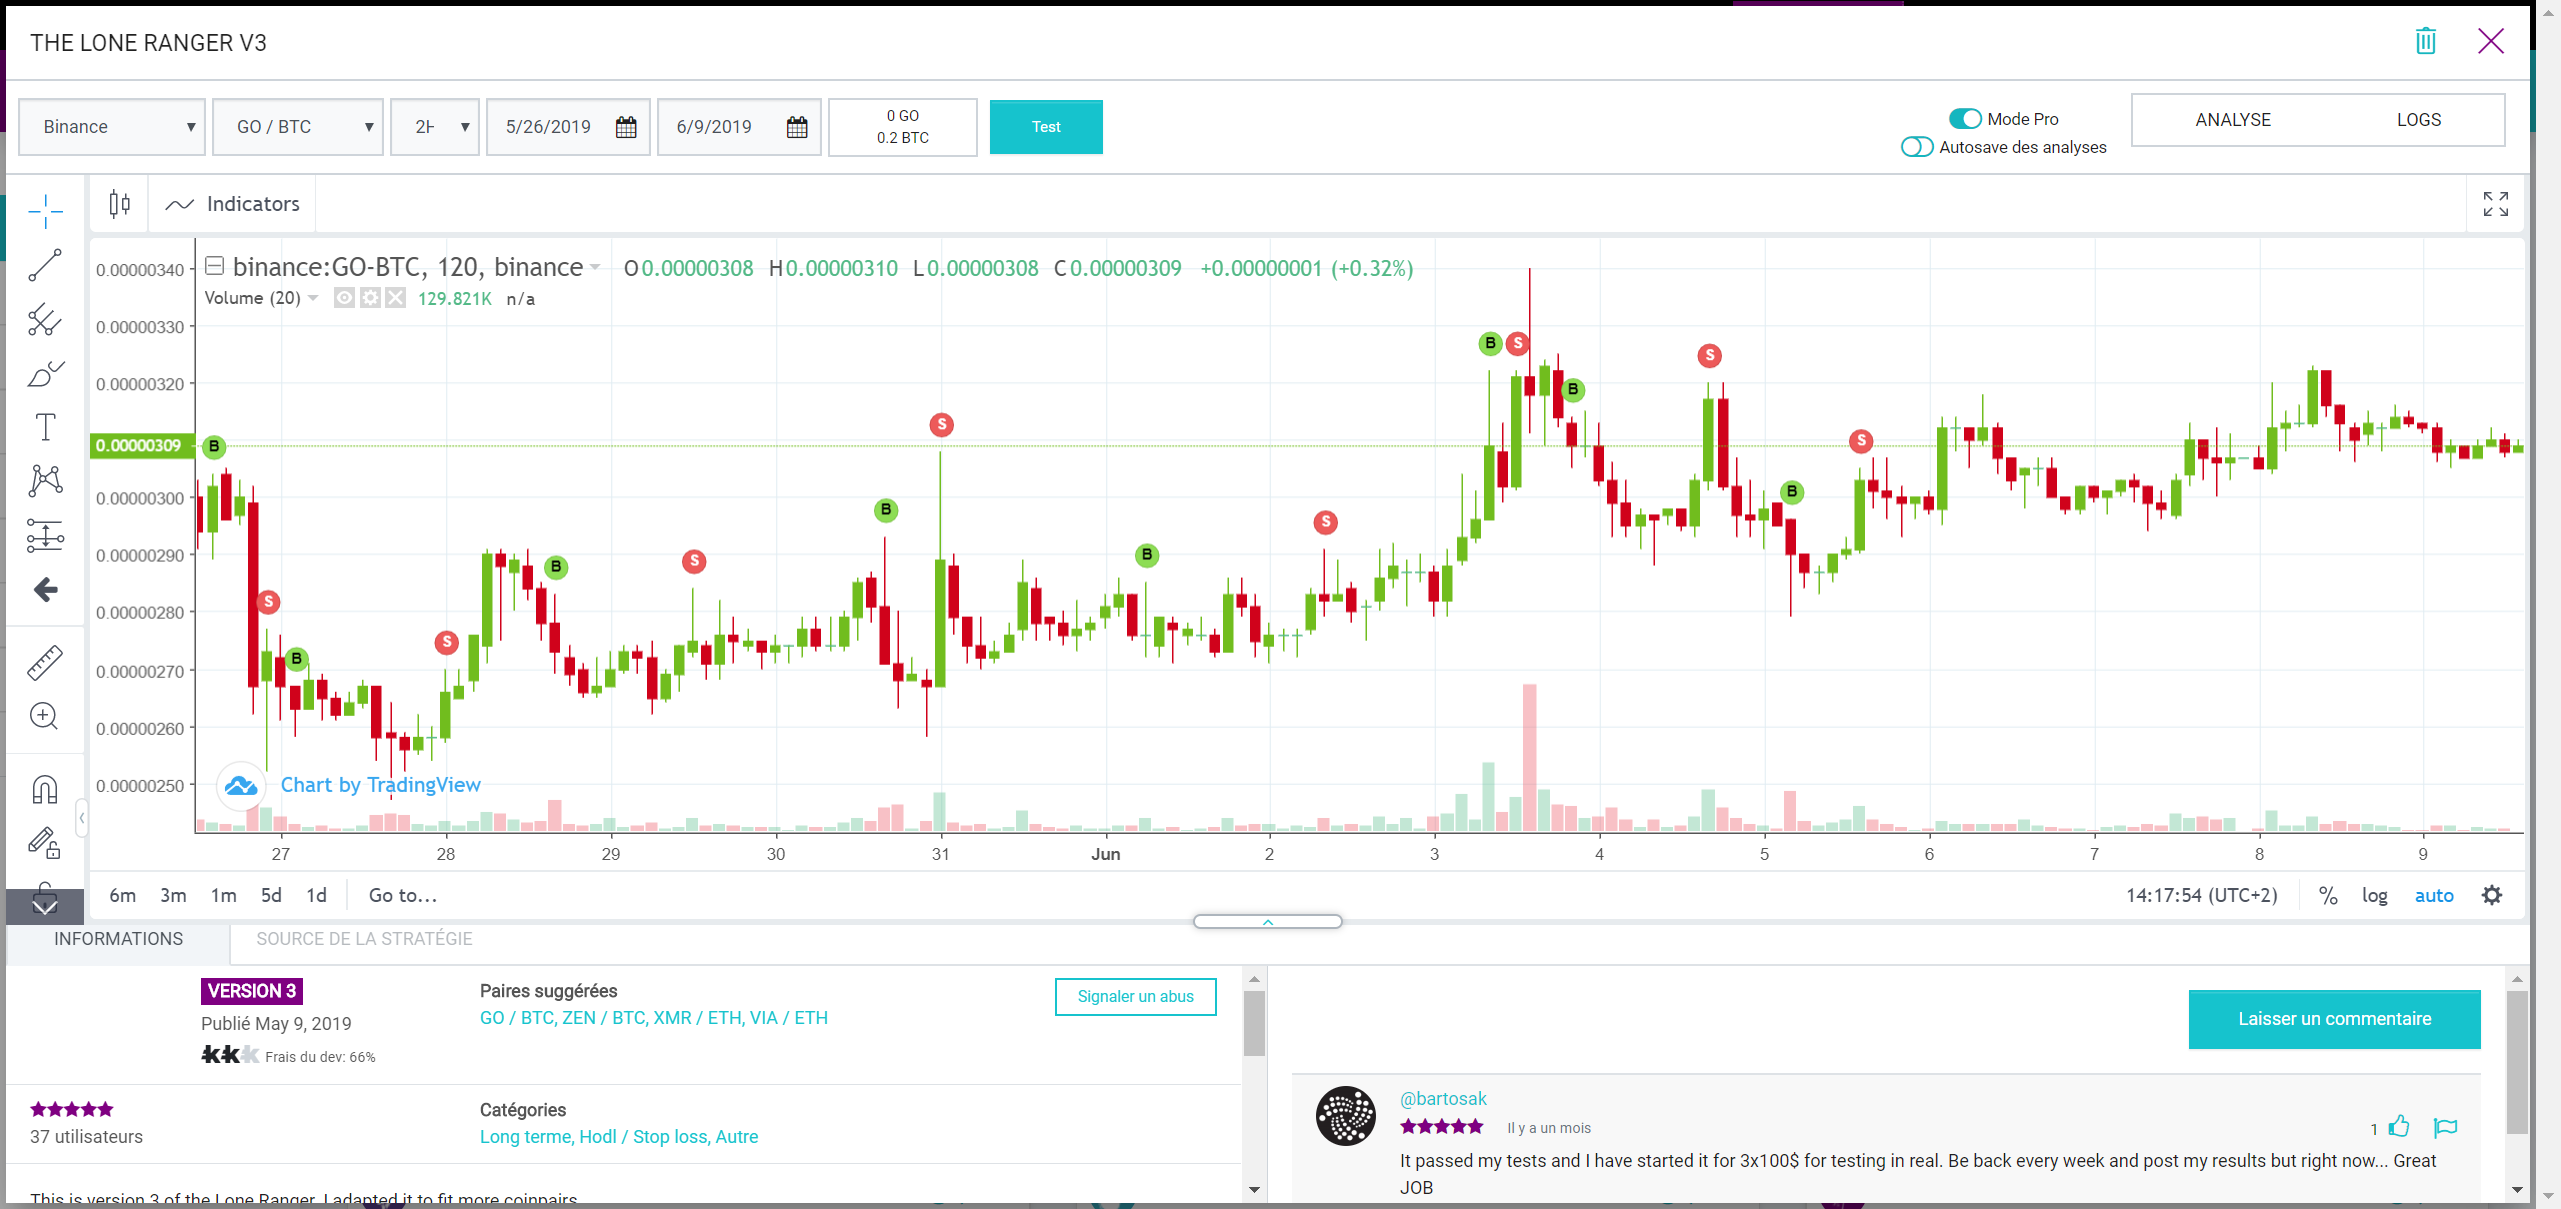 THE LONE RANGER V3
Binance
GO / BTC
2H
5/26/2019
6/9/2019
0 GO
0.2 BTC
Test
Mode Pro
Autosave des analyses
ANALYSE
LOGS
Indicators
binance:GO-BTC, 120, binance O0.00000308 H0.00000310 L0.00000308 C0.00000309 +0.00000001 (+0.32%)
Volume (20) 129.821K n/a
0.00000340
0.00000330
0.00000320
0.00000309
0.00000300
0.00000290
0.00000280
0.00000270
0.00000260
0.00000250
B
S
B
S
B
S
B
S
B
S
B
S
B
S
B
S
Chart by TradingView
27 28 29 30 31 Jun 2 3 4 5 6 7 8 9
6m 3m 1m 5d 1d Go to...
14:17:54 (UTC+2) % log auto
INFORMATIONS
SOURCE DE LA STRATÉGIE
VERSION 3
Publié May 9, 2019
Frais du dev: 66%
Paires suggérées
GO / BTC, ZEN / BTC, XMR / ETH, VIA / ETH
Signaler un abus
37 utilisateurs
Catégories
Long terme, Hodl / Stop loss, Autre
This is version 3 of the Lone Ranger. I adapted it to fit more coinpairs
Laisser un commentaire
@bartosak
Il y a un mois
1
It passed my tests and I have started it for 3x100$ for testing in real. Be back every week and post my results but right now... Great
JOB